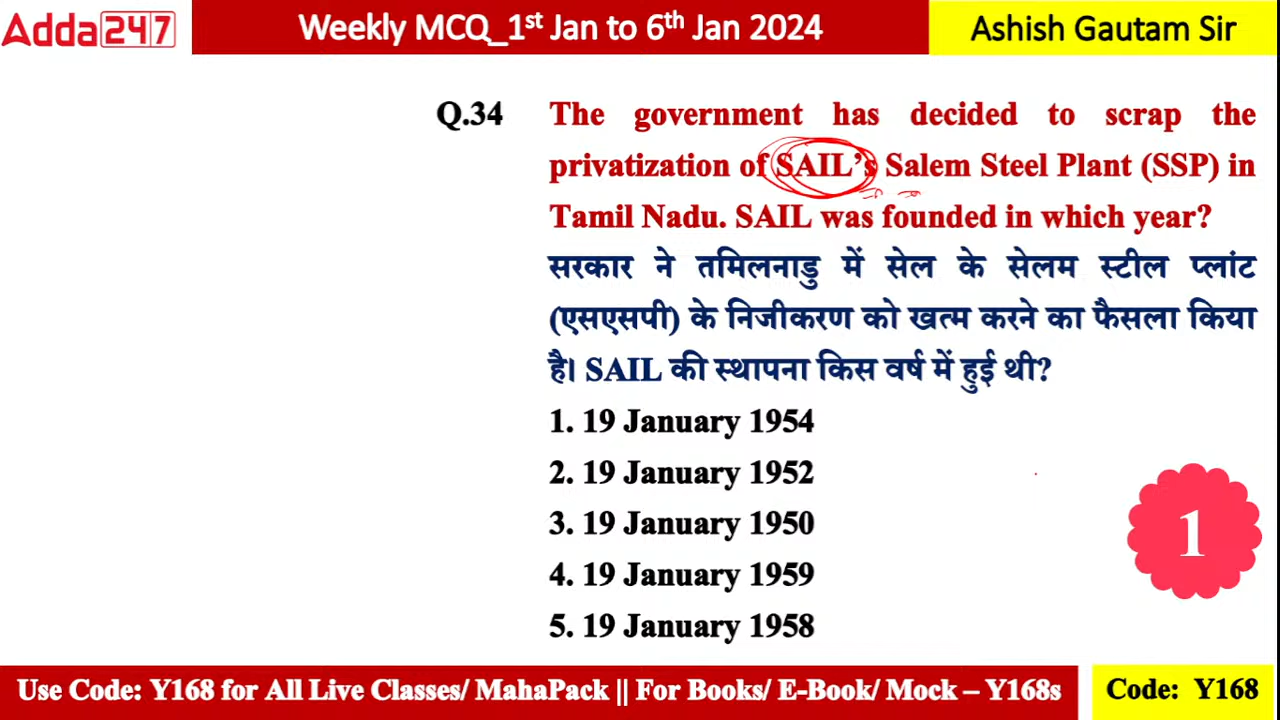 Adda247
Weekly MCQ_1st Jan to 6th Jan 2024
Ashish Gautam Sir
Q.34 The government has decided to scrap the
privatization of SAIL's Salem Steel Plant (SSP) in
Tamil Nadu. SAIL was founded in which year?
सरकार ने तमिलनाडु में सेल के सेलम स्टील प्लांट
(एसएसपी) के निजीकरण को खत्म करने का फैसला किया
है। SAIL की स्थापना किस वर्ष में हुई थी?
1. 19 January 1954
2. 19 January 1952
3. 19 January 1950
4. 19 January 1959
5. 19 January 1958
1
Use Code: Y168 for All Live Classes/ MahaPack || For Books/ E-Book/ Mock – Y168s
Code: Y168